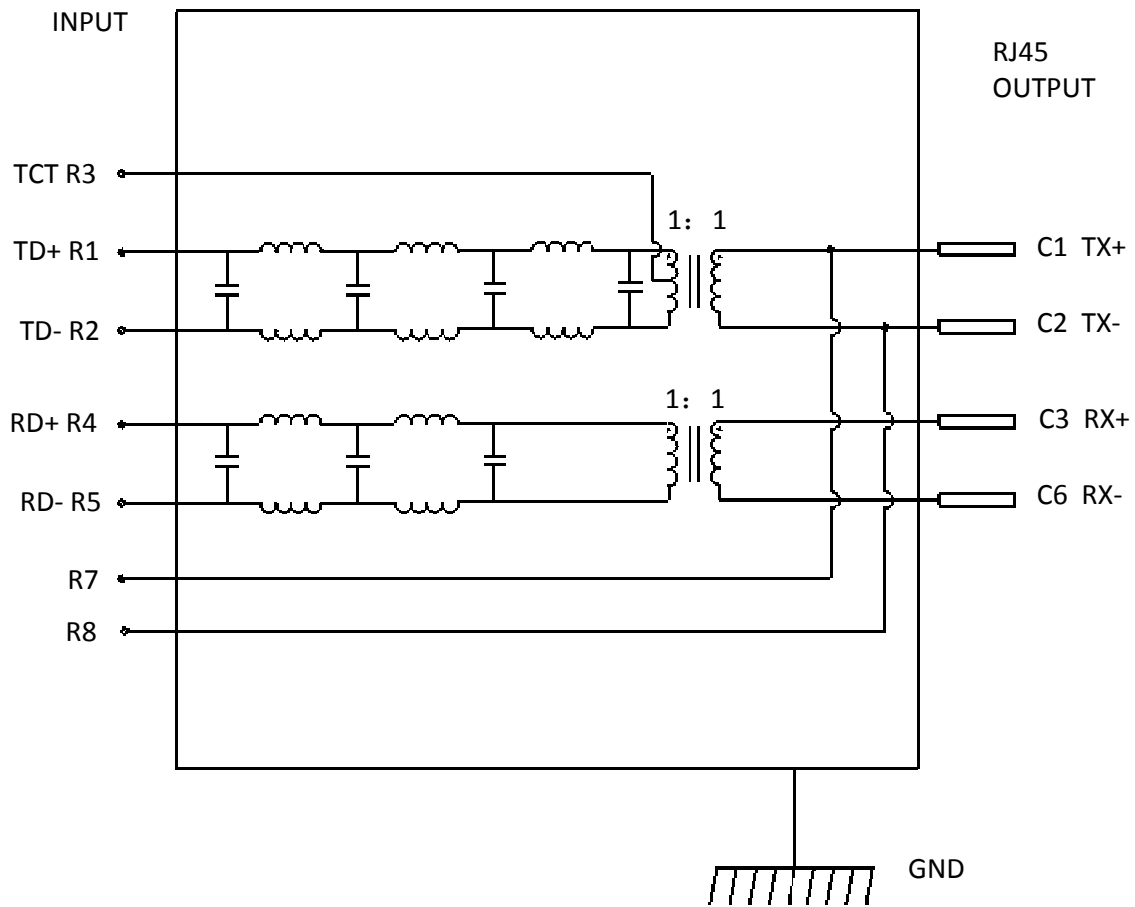 INPUT
RJ45
OUTPUT
TCT R3
1： 1
TD+ R1
C1 TX+
TD- R2
C2 TX-
1： 1
RD+ R4
C3 RX+
RD- R5
C6 RX-
R7
R8
GND